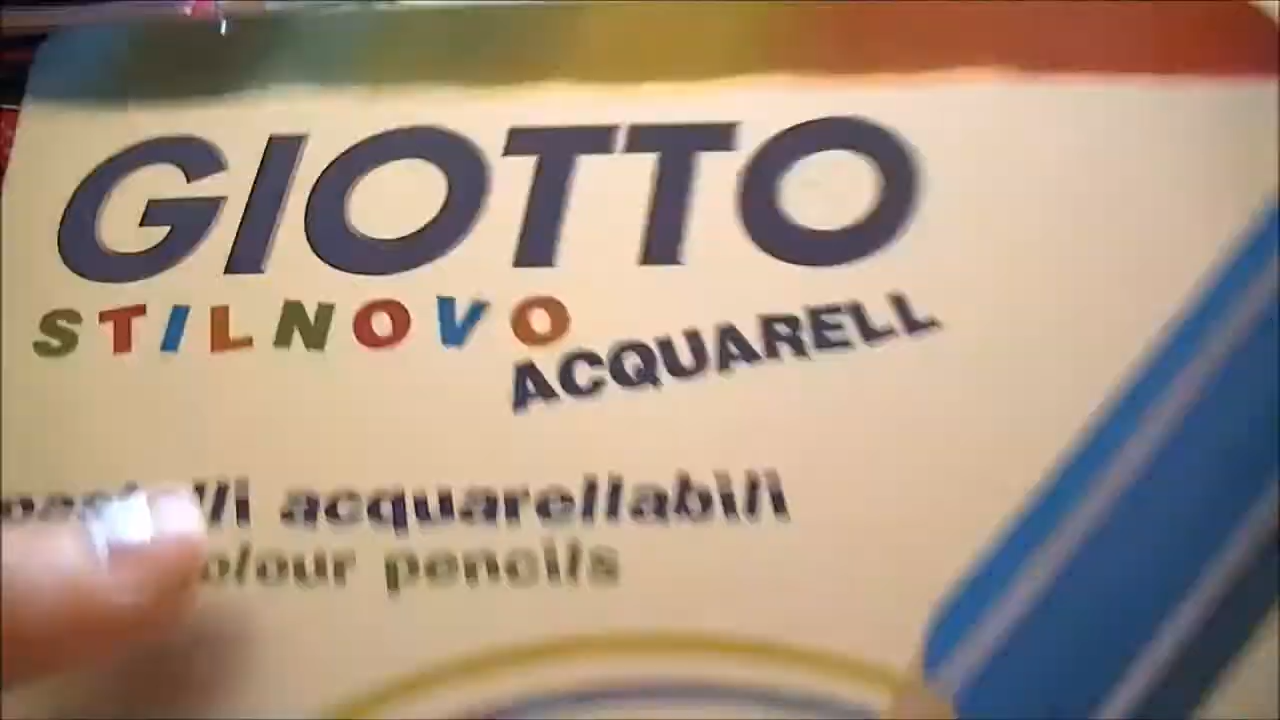 GIOTTO
STILNOVO
ACQUARELL
acquarellabili
pencils